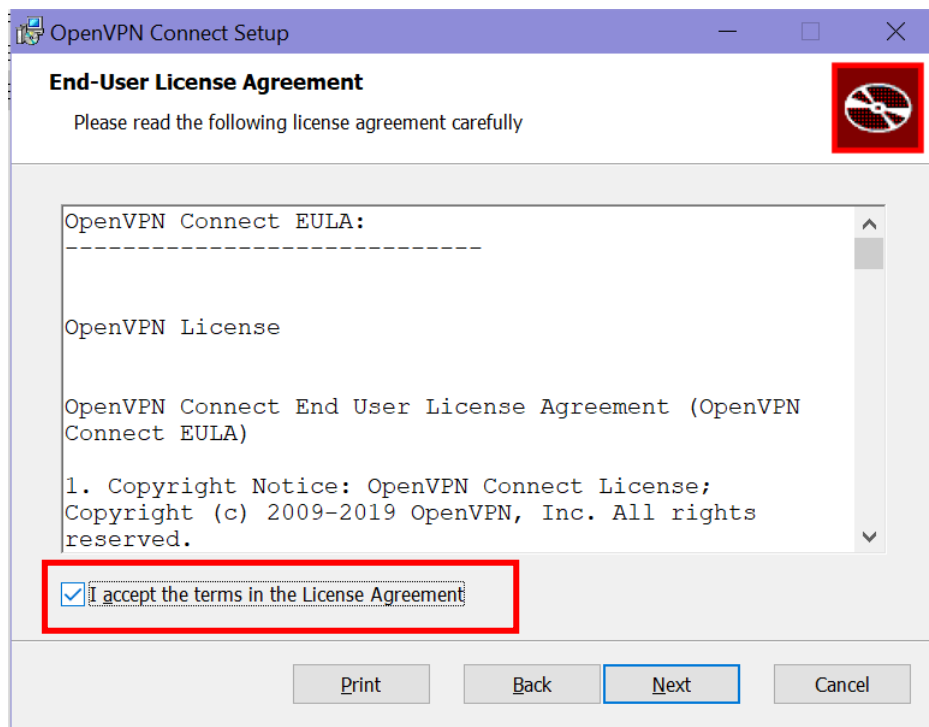 OpenVPN Connect Setup
End-User License Agreement
Please read the following license agreement carefully
OpenVPN Connect EULA:
-----------------------------
OpenVPN License
OpenVPN Connect End User License Agreement (OpenVPN
Connect EULA)
1. Copyright Notice: OpenVPN Connect License;
Copyright (c) 2009-2019 OpenVPN, Inc. All rights
reserved.
I accept the terms in the License Agreement
Print Back Next Cancel